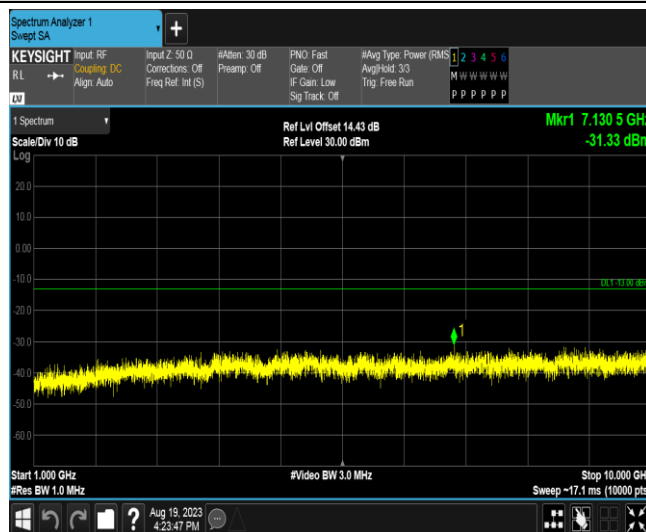 Spectrum Analyzer 1
Swept SA
KEYSIGHT
RL
LXI
Input: RF
Coupling: DC
Align: Auto
Input Z: 50 Ω
Corrections: Off
Freq Ref: Int (S)
#Atten: 30 dB
Preamp: Off
PNO: Fast
Gate: Off
IF Gain: Low
Sig Track: Off
#Avg Type: Power (RMS
Avg|Hold: 3/3
Trig: Free Run
1 2 3 4 5 6
M W W W W W
P P P P P P
1 Spectrum
Scale/Div 10 dB
Ref Lvl Offset 14.43 dB
Ref Level 30.00 dBm
Mkr1 7.130 5 GHz
-31.33 dBm
Log
20.0
10.0
0.00
-10.0
DL1 -13.00 dBm
-20.0
-30.0
1
-40.0
-50.0
-60.0
Start 1.000 GHz
#Res BW 1.0 MHz
#Video BW 3.0 MHz
Stop 10.000 GHz
Sweep ~17.1 ms (10000 pts
?
Aug 19, 2023
4:23:47 PM